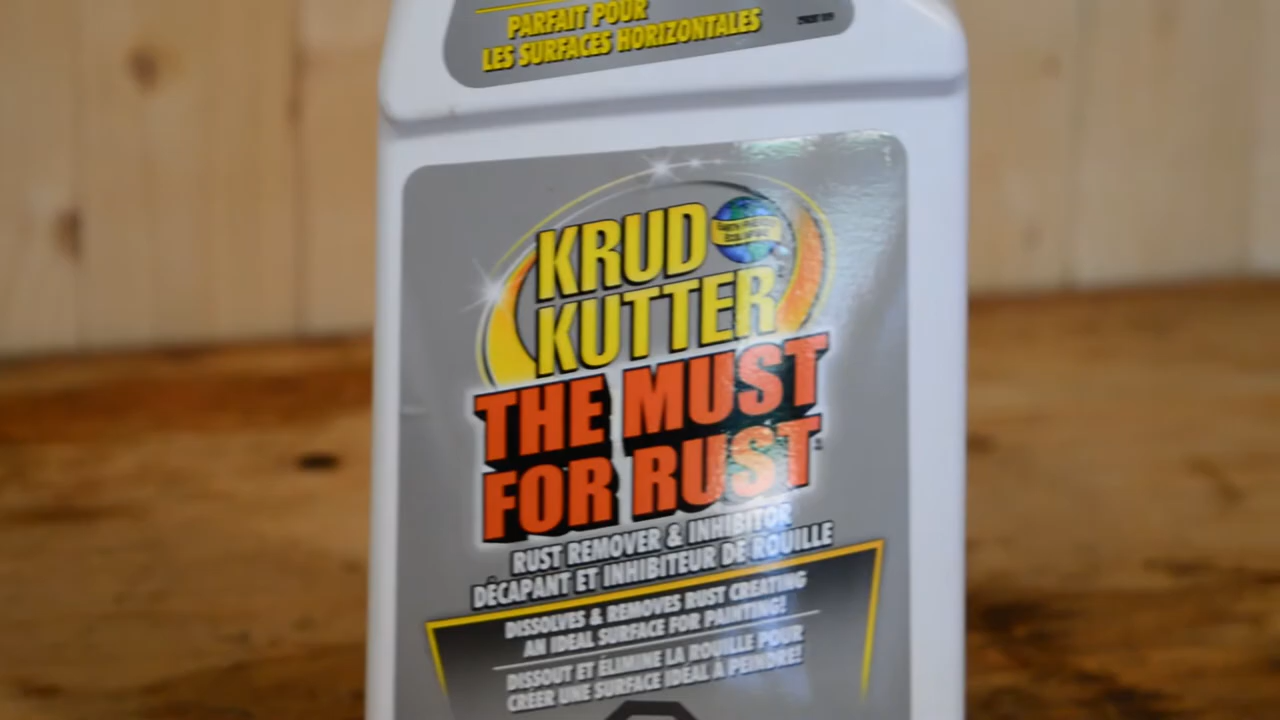 PARFAIT POUR
LES SURFACES HORIZONTALES
KRUD
KUTTER
THE MUST
FOR RUST
RUST REMOVER & INHIBITOR
DÉCAPANT ET INHIBITEUR DE ROUILLE
DISSOLVES & REMOVES RUST CREATING
AN IDEAL SURFACE FOR PAINTING!
DISSOUT ET ÉLIMINE LA ROUILLE POUR
CRÉER UNE SURFACE IDÉAL À PEINDRE!